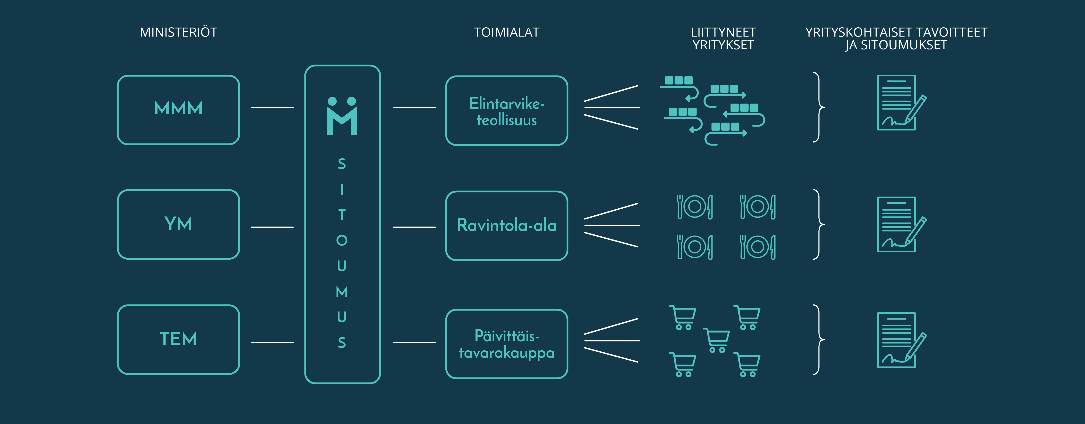 MINISTERIÖT
TOIMIALAT
LIITTYNEET
YRITYKSET
YRITYSKOHTAISET TAVOITTEET
JA SITOUMUKSET
MMM
YM
TEM
SITOUMUS
Elintarvike-
teollisuus
Ravintola-ala
Päivittäis-
tavarakauppa